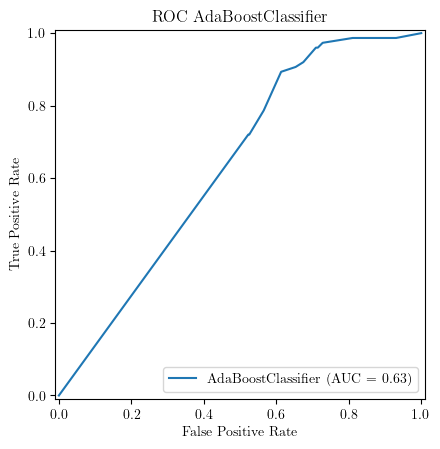 ROC AdaBoostClassifier
1.0
0.8
0.6
0.4
0.2
0.0
True Positive Rate
AdaBoostClassifier (AUC = 0.63)
0.0 0.2 0.4 0.6 0.8 1.0
False Positive Rate